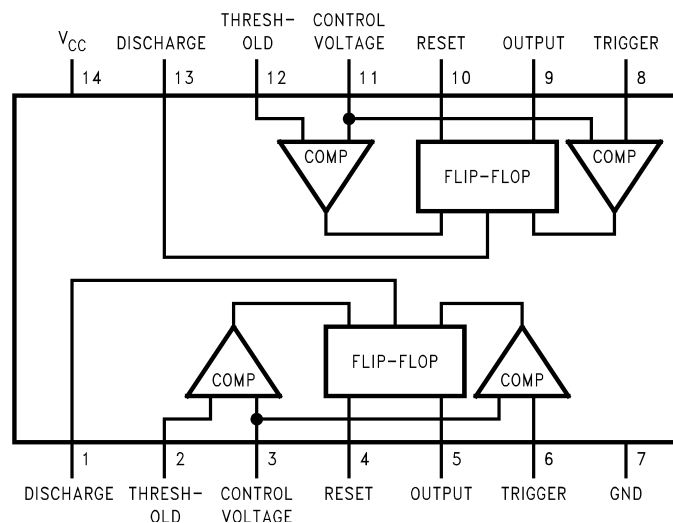 VCC DISCHARGE THRESH-OLD CONTROL VOLTAGE RESET OUTPUT TRIGGER
14 13 12 11 10 9 8
COMP FLIP-FLOP COMP
COMP FLIP-FLOP COMP
1 2 3 4 5 6 7
DISCHARGE THRESH-OLD CONTROL VOLTAGE RESET OUTPUT TRIGGER GND